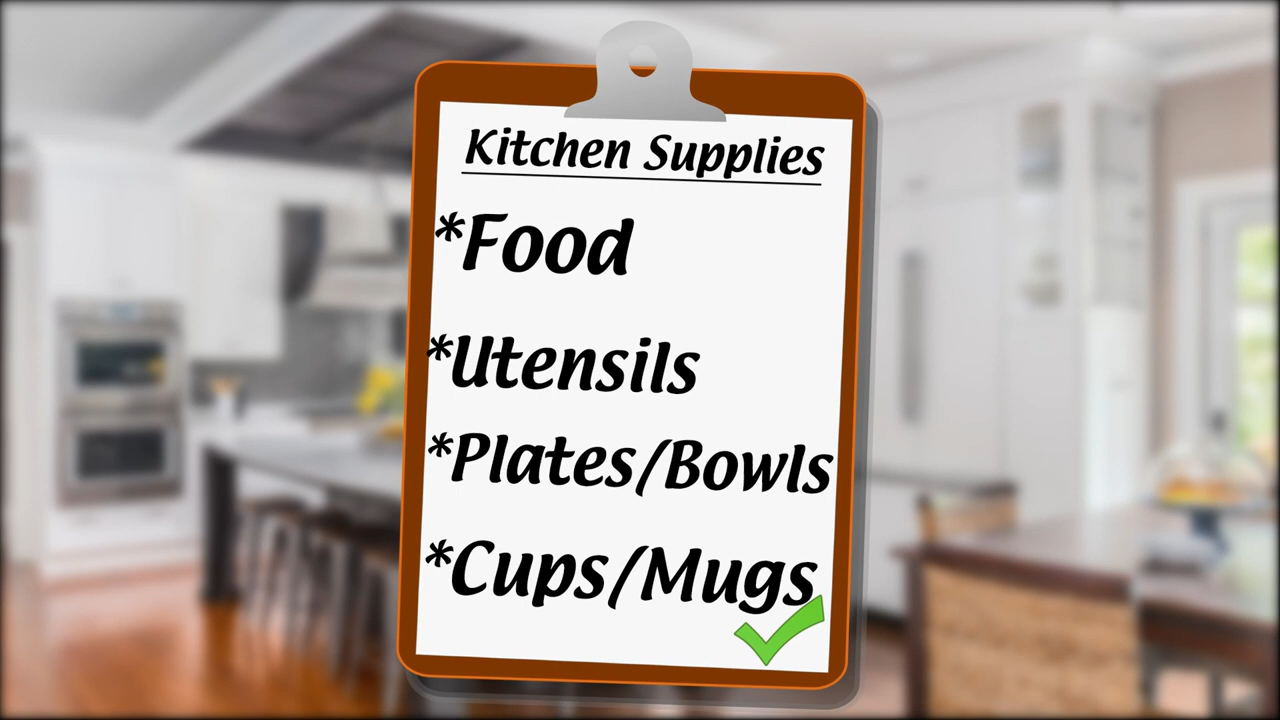 Kitchen Supplies
*Food
*Utensils
*Plates/Bowls
*Cups/Mugs